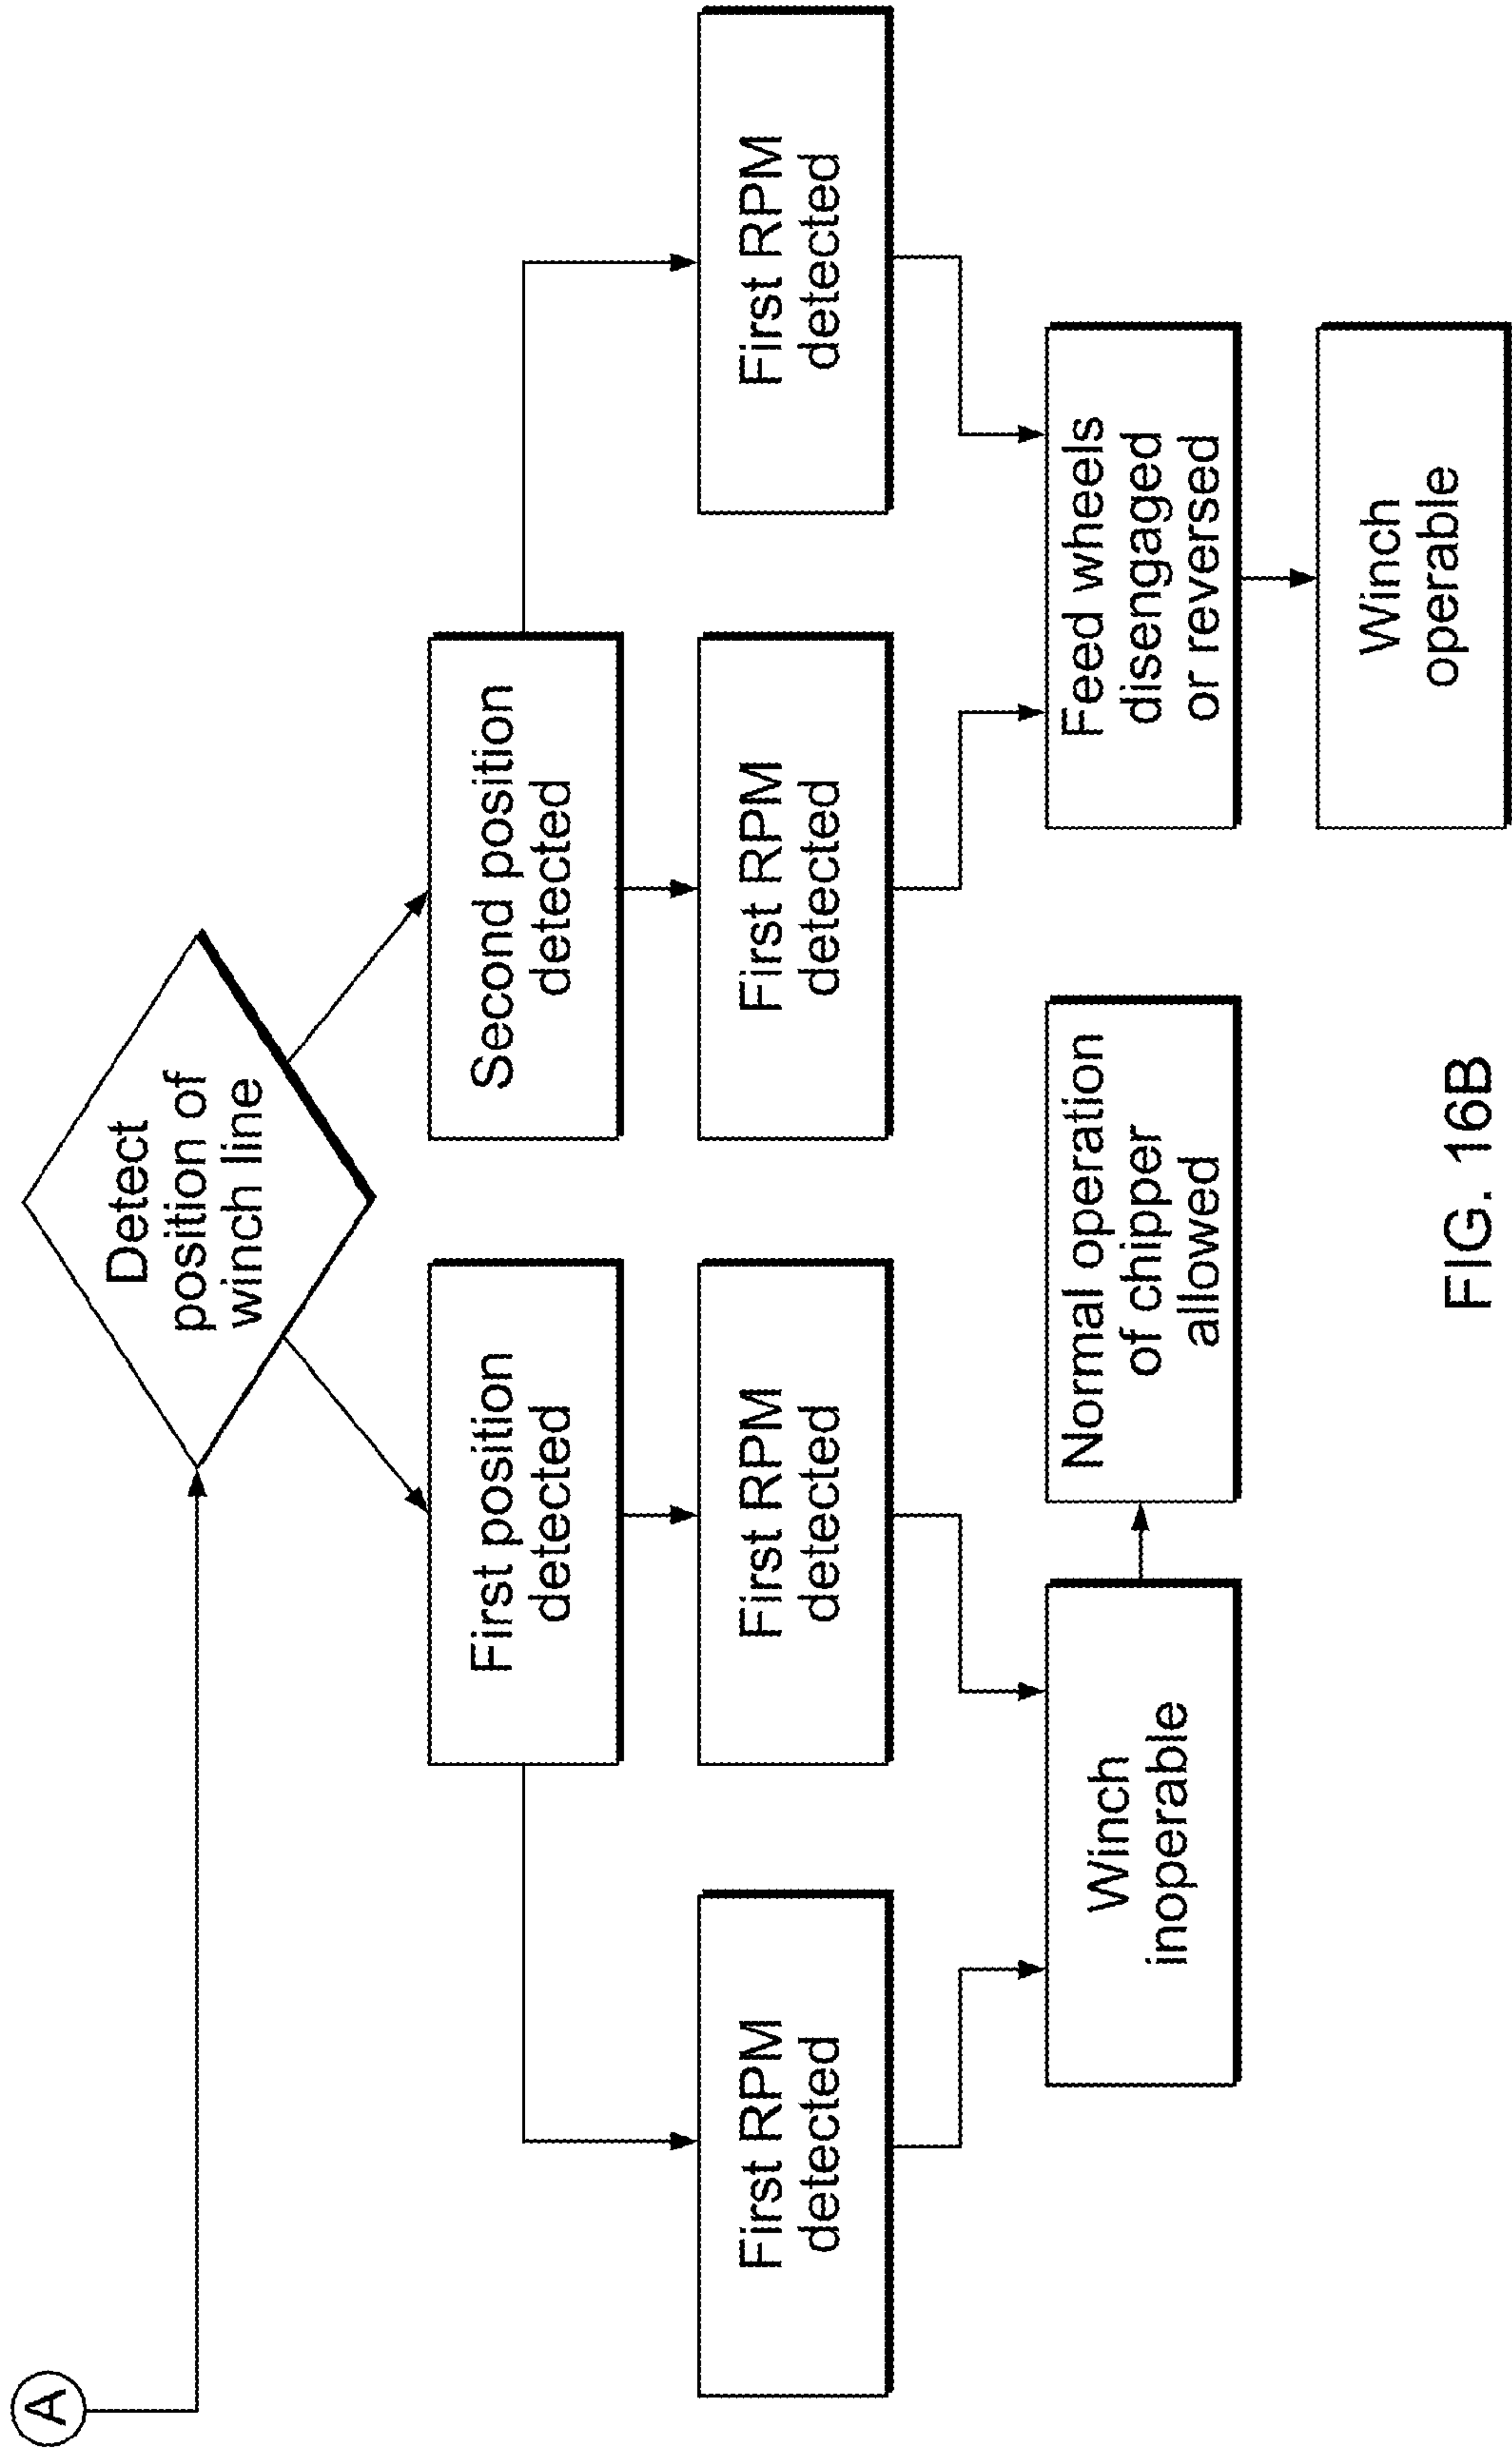 A
Detect
position of
winch line
First position
detected
Second position
detected
First RPM
detected
First RPM
detected
First RPM
detected
First RPM
detected
Winch
inoperable
Normal operation
of chipper
allowed
Feed wheels
disengaged
or reversed
Winch
operable
FIG. 16B